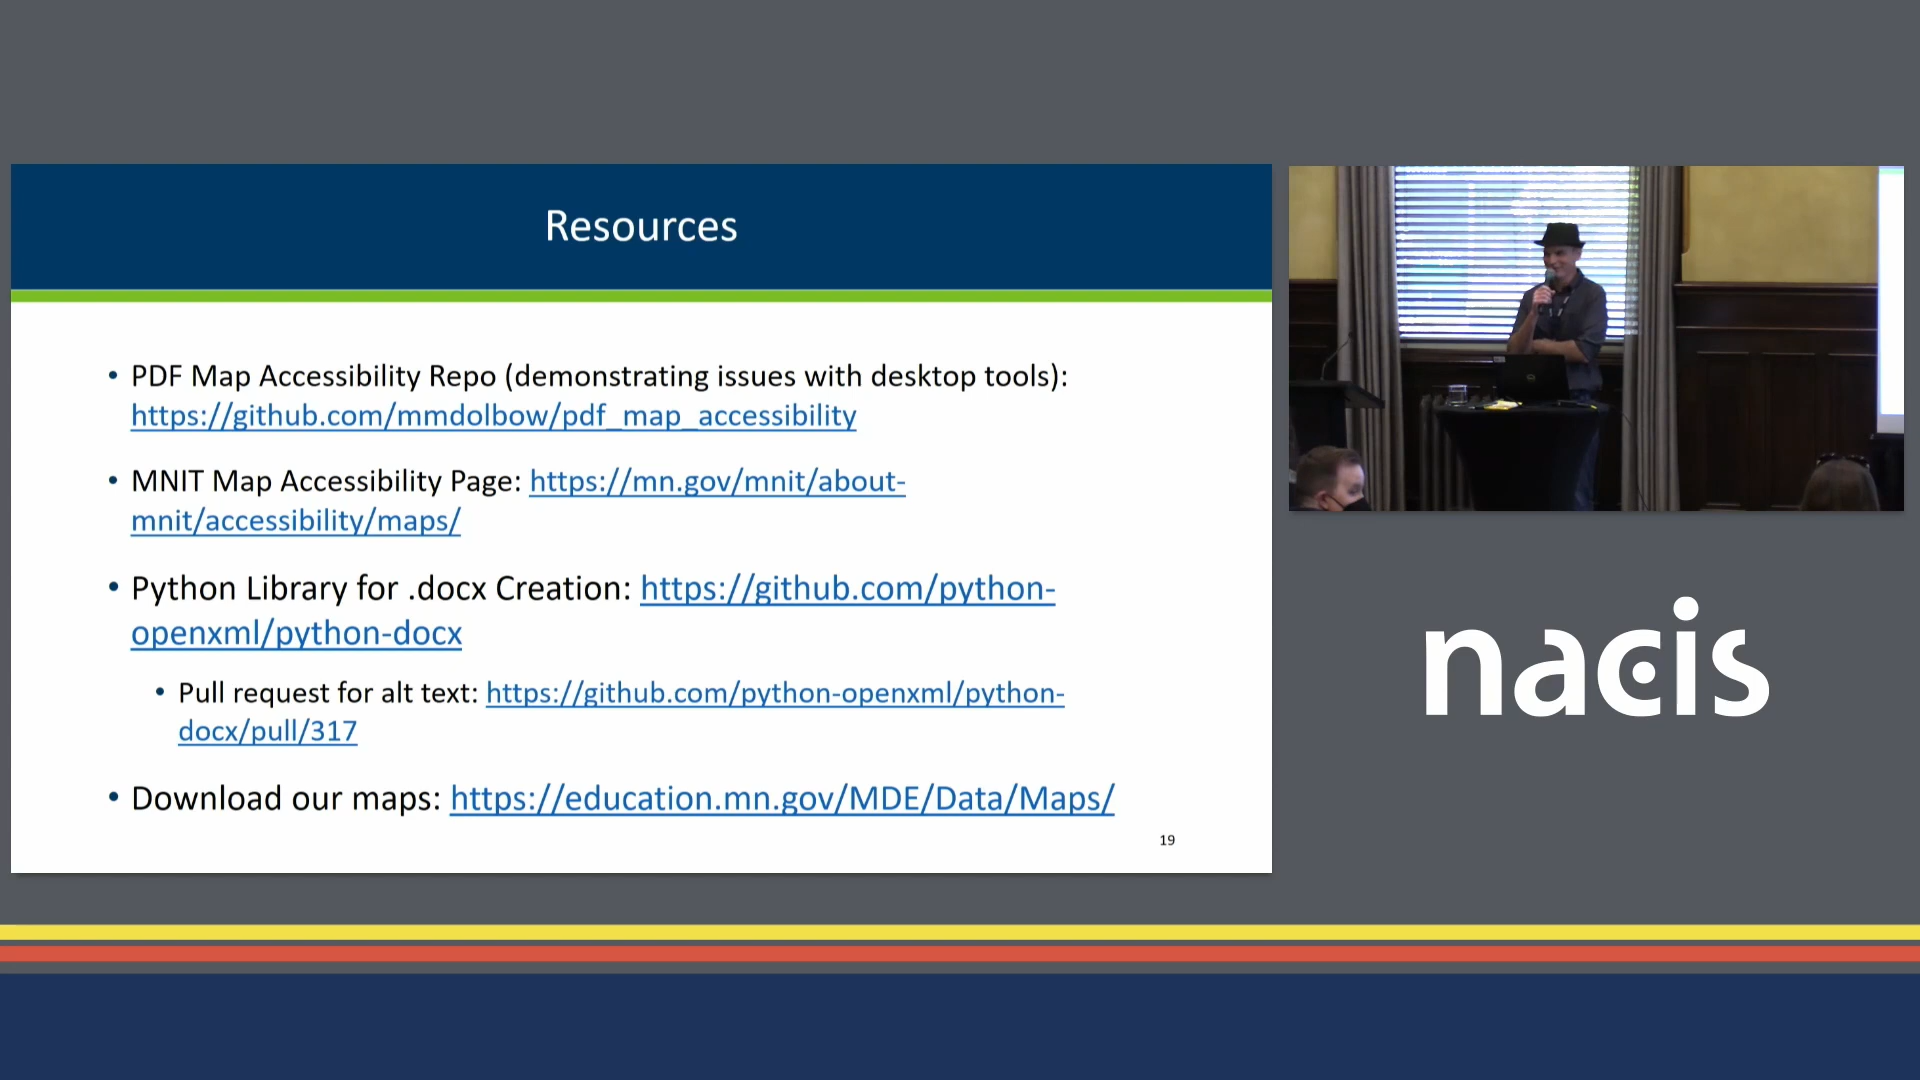 Resources
• PDF Map Accessibility Repo (demonstrating issues with desktop tools):
https://github.com/mmdolbow/pdf_map_accessibility
• MNIT Map Accessibility Page: https://mn.gov/mnit/about-
mnit/accessibility/maps/
• Python Library for .docx Creation: https://github.com/python-
openxml/python-docx
• Pull request for alt text: https://github.com/python-openxml/python-
docx/pull/317
• Download our maps: https://education.mn.gov/MDE/Data/Maps/
19
nacis